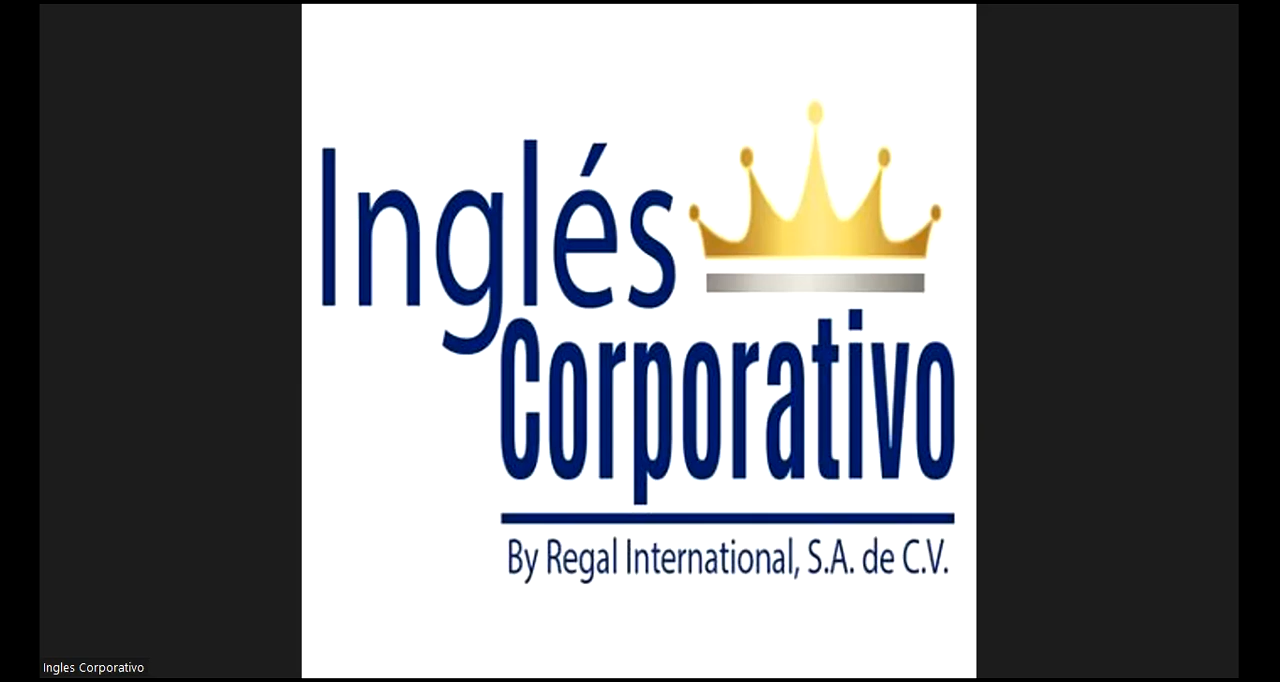 Inglés
Corporativo
By Regal International, S.A. de C.V.
Ingles Corporativo